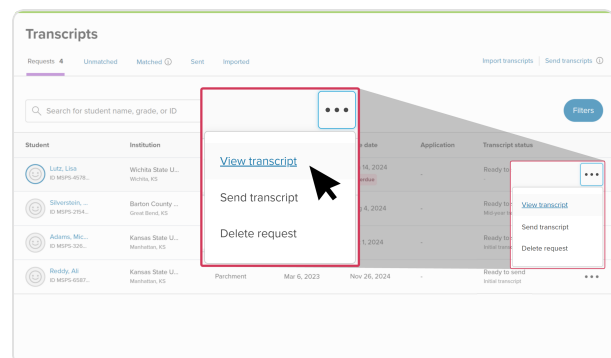 Transcripts
Requests 4 Unmatched Matched Sent Imported Import transcripts Send transcripts
Search for student name, grade, or ID Filters
Student Institution date Application Transcript status
Lutz, Lisa Wichita State U... 14, 2024 - Ready to
ID MSPS-4678... Wichita, KS
Silverstein, ... Barton County ... 4, 2024 - Ready to
ID MSPS-2154... Great Bend, KS Mid-year
Adams, Mic... Kansas State U... 1, 2024 - Ready to
ID MSPS-326... Manhattan, KS Initial
Reddy, Ali Kansas State U... Parchment Mar 6, 2023 Nov 26, 2024 - Ready to send
ID MSPS-6587... Manhattan, KS Initial transcript
View transcript
Send transcript
Delete request
View transcript
Send transcript
Delete request